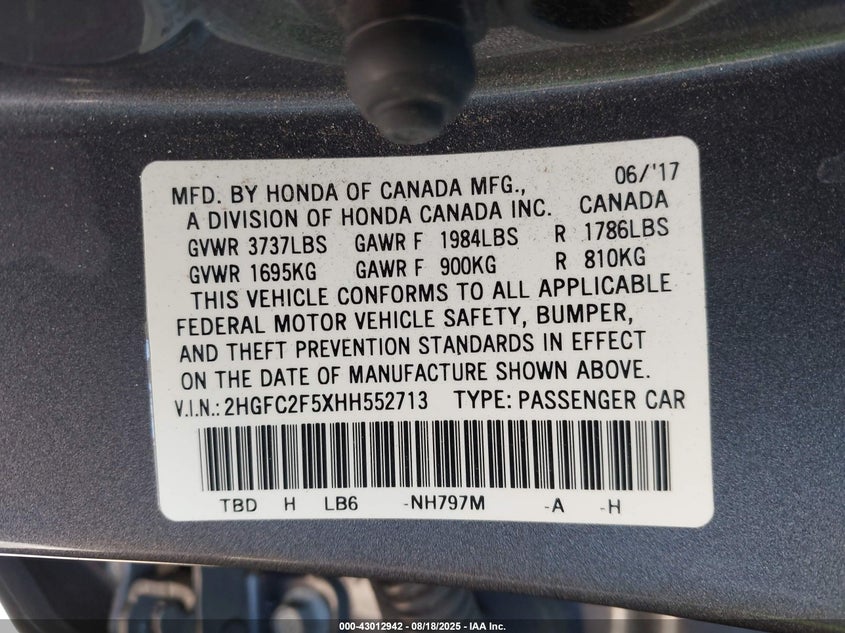 06/'17
MFD. BY HONDA OF CANADA MFG.,
A DIVISION OF HONDA CANADA INC. CANADA
GVWR 3737LBS GAWR F 1984LBS R 1786LBS
GVWR 1695KG GAWR F 900KG R 810KG
THIS VEHICLE CONFORMS TO ALL APPLICABLE
FEDERAL MOTOR VEHICLE SAFETY, BUMPER,
AND THEFT PREVENTION STANDARDS IN EFFECT
ON THE DATE OF MANUFACTURE SHOWN ABOVE.
V.I.N.: 2HGFC2F5XHH552713 TYPE: PASSENGER CAR
TBD H LB6 -NH797M -A -H
000-43012942 - 08/18/2025 - IAA Inc.